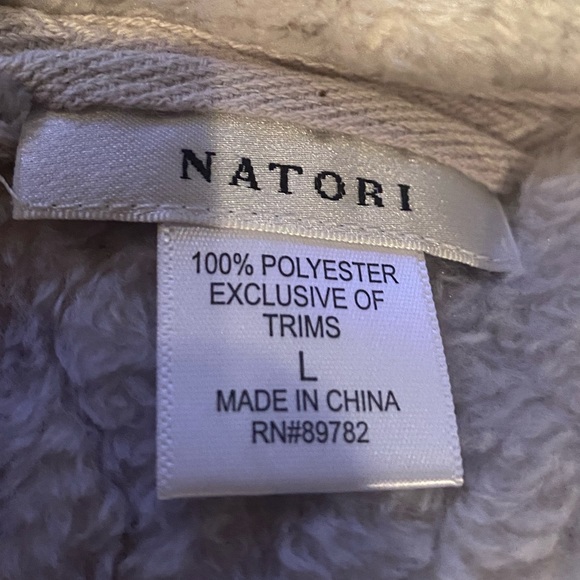 NATORI
100% POLYESTER
EXCLUSIVE OF
TRIMS
L
MADE IN CHINA
RN#89782